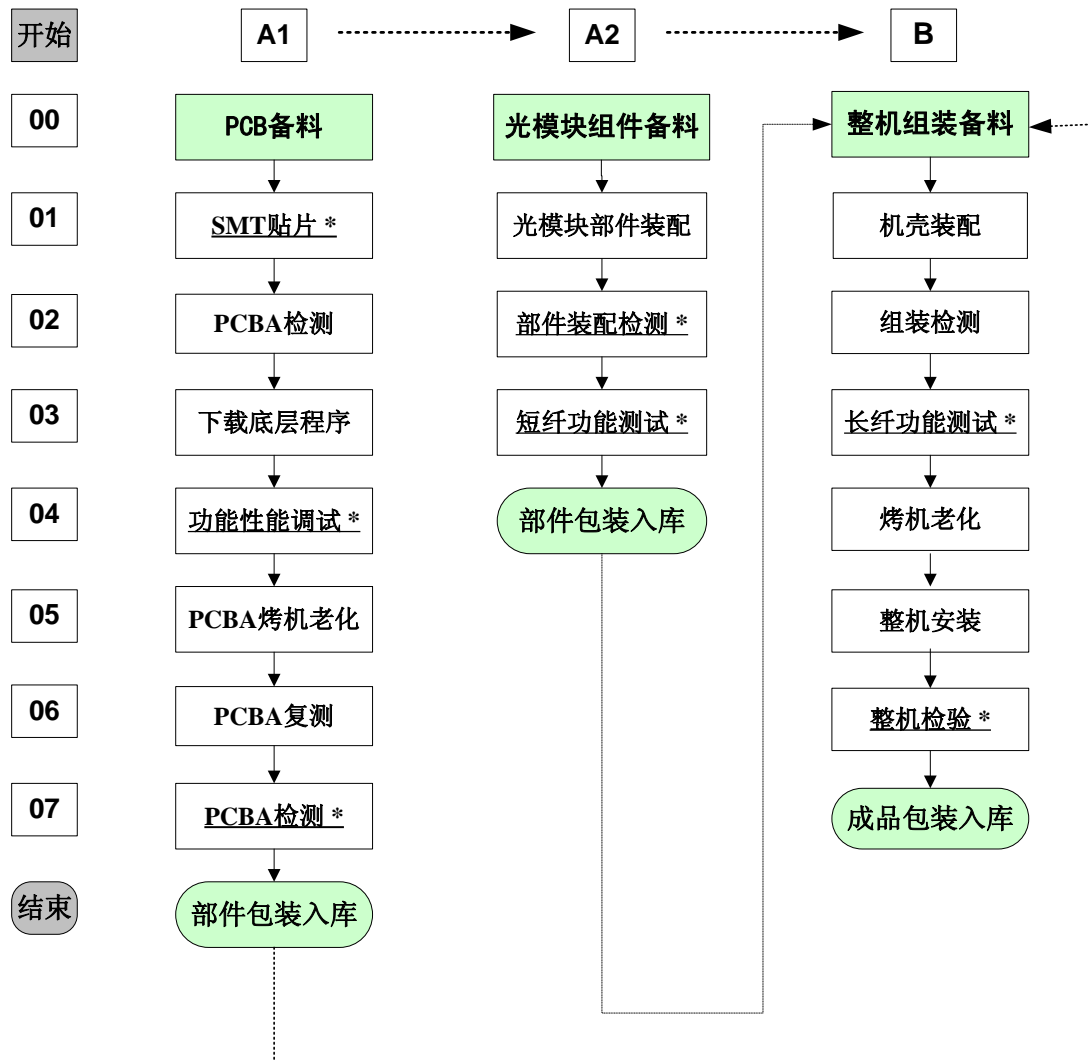 开始
A1
A2
B
00
PCB备料
光模块组件备料
整机组装备料
01
SMT贴片 *
光模块部件装配
机壳装配
02
PCBA检测
部件装配检测 *
组装检测
03
下载底层程序
短纤功能测试 *
长纤功能测试 *
04
功能性能调试 *
部件包装入库
烤机老化
05
PCBA烤机老化
整机安装
06
PCBA复测
整机检验 *
07
PCBA检测 *
成品包装入库
结束
部件包装入库